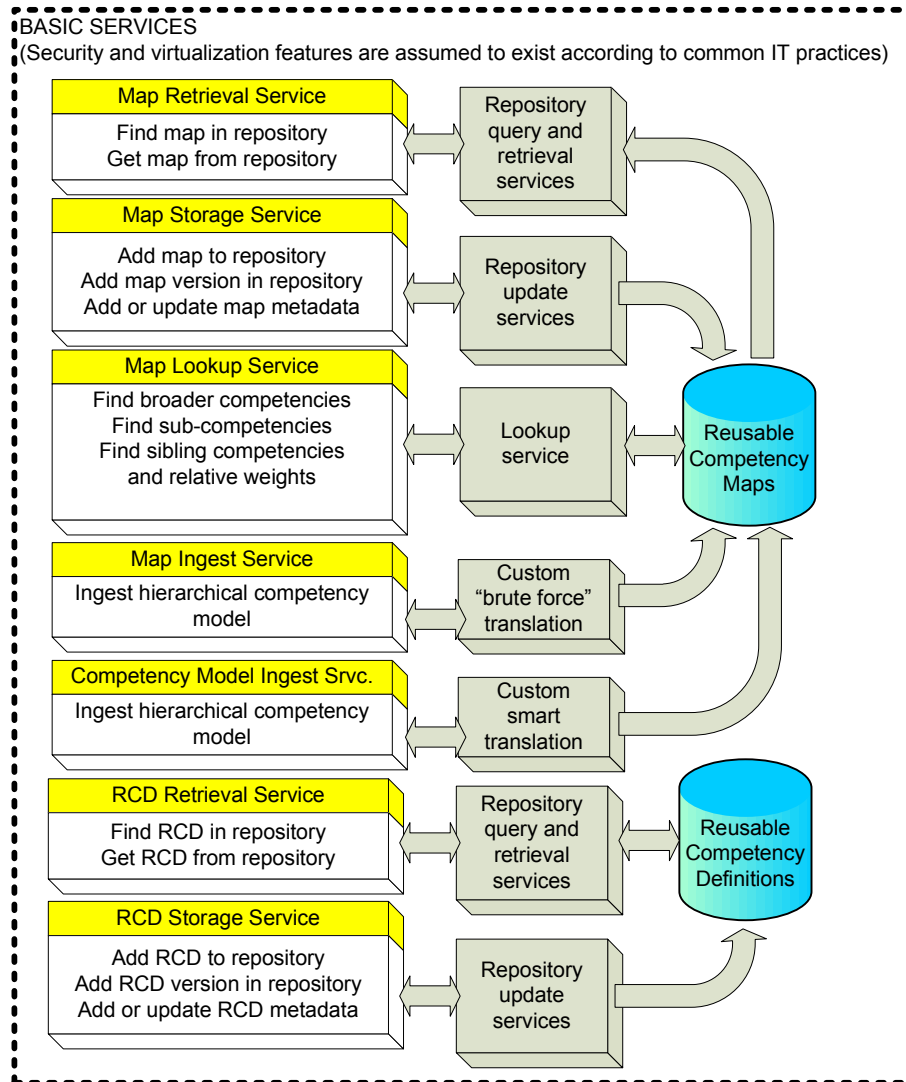 BASIC SERVICES
(Security and virtualization features are assumed to exist according to common IT practices)
Map Retrieval Service
Find map in repository
Get map from repository
Repository
query and
retrieval
services
Map Storage Service
Add map to repository
Add map version in repository
Add or update map metadata
Repository
update
services
Map Lookup Service
Find broader competencies
Find sub-competencies
Find sibling competencies
and relative weights
Lookup
service
Reusable
Competency
Maps
Map Ingest Service
Ingest hierarchical competency
model
Custom
“brute force”
translation
Competency Model Ingest Srvc.
Ingest hierarchical competency
model
Custom
smart
translation
RCD Retrieval Service
Find RCD in repository
Get RCD from repository
Repository
query and
retrieval
services
Reusable
Competency
Definitions
RCD Storage Service
Add RCD to repository
Add RCD version in repository
Add or update RCD metadata
Repository
update
services